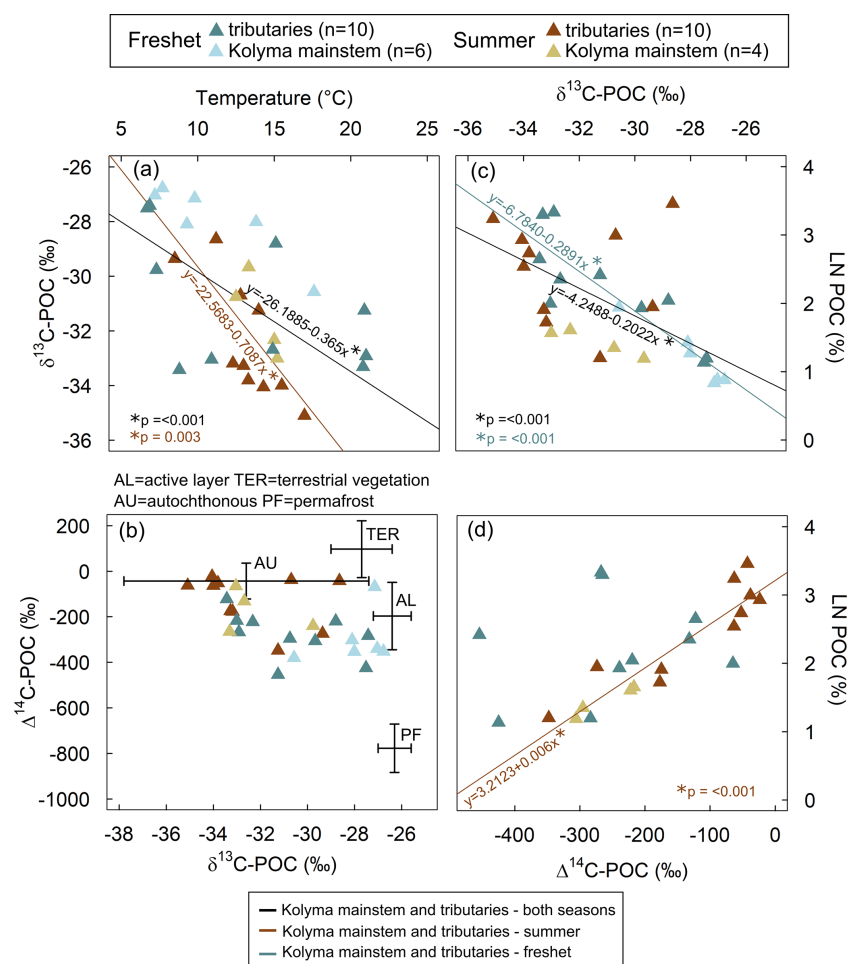 Freshet
tributaries (n=10)
Kolyma mainstem (n=6)
Summer
tributaries (n=10)
Kolyma mainstem (n=4)
Temperature (°C)
5 10 15 20 25
δ¹³C-POC (‰)
-36 -34 -32 -30 -28 -26
(a)
-26
-28
-30
-32
-34
-36
δ¹³C-POC (‰)
y=-26.1885-0.365x *
y=-22.5683-0.7087x *
*p =<0.001
*p = 0.003
(c)
4
3
2
1
0
LN POC (%)
y=-6.7840-0.2891x *
y=-4.2488-0.2022x *
*p =<0.001
*p =<0.001
AL=active layer TER=terrestrial vegetation
AU=autochthonous PF=permafrost
(b)
200
0
-200
-400
-600
-800
-1000
Δ¹⁴C-POC (‰)
TER
AU
AL
PF
-38 -36 -34 -32 -30 -28 -26
δ¹³C-POC (‰)
(d)
4
3
2
1
0
LN POC (%)
y=3.2123+0.006x *
*p =<0.001
-400 -300 -200 -100 0
Δ¹⁴C-POC (‰)
Kolyma mainstem and tributaries - both seasons
Kolyma mainstem and tributaries - summer
Kolyma mainstem and tributaries - freshet